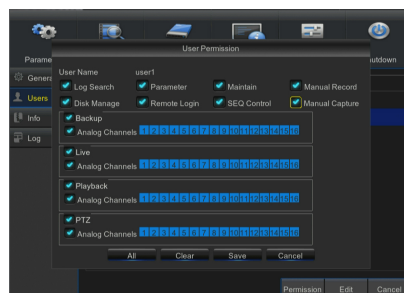 User Permission
Parame
utdown
User Name user1
Log Search Parameter Maintain Manual Record
Disk Manage Remote Login SEQ Control Manual Capture
Backup
Analog Channels 1 2 3 4 5 6 7 8 9 10 11 12 13 14 15 16
Live
Analog Channels 1 2 3 4 5 6 7 8 9 10 11 12 13 14 15 16
Playback
Analog Channels 1 2 3 4 5 6 7 8 9 10 11 12 13 14 15 16
PTZ
Analog Channels 1 2 3 4 5 6 7 8 9 10 11 12 13 14 15 16
All Clear Save Cancel
Genera
Users
Info
Log
Permission Edit Cancel